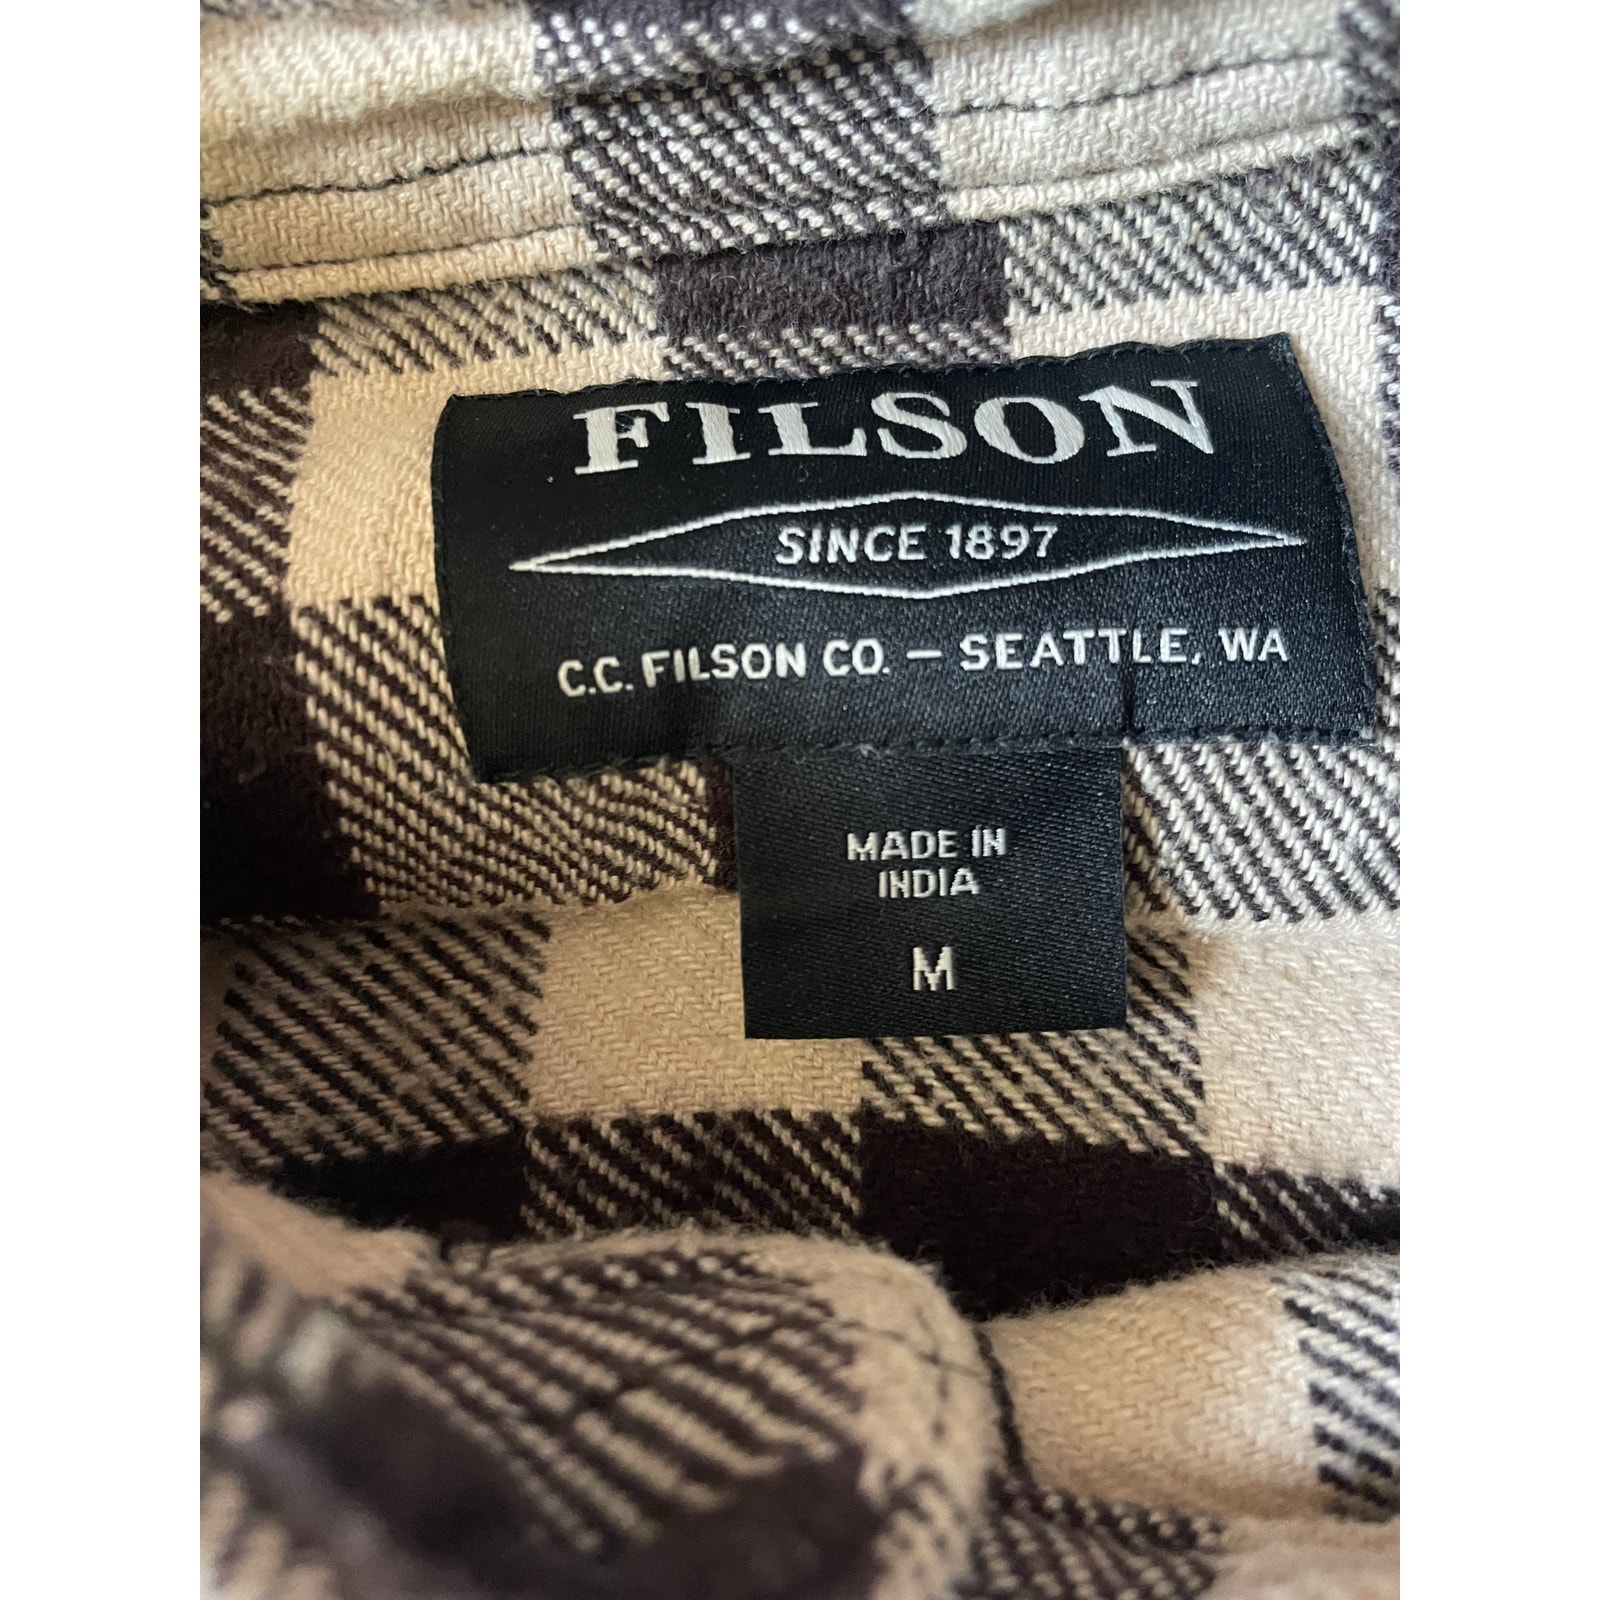 FILSON
SINCE 1897
C.C. FILSON CO. – SEATTLE, WA
MADE IN
INDIA
M